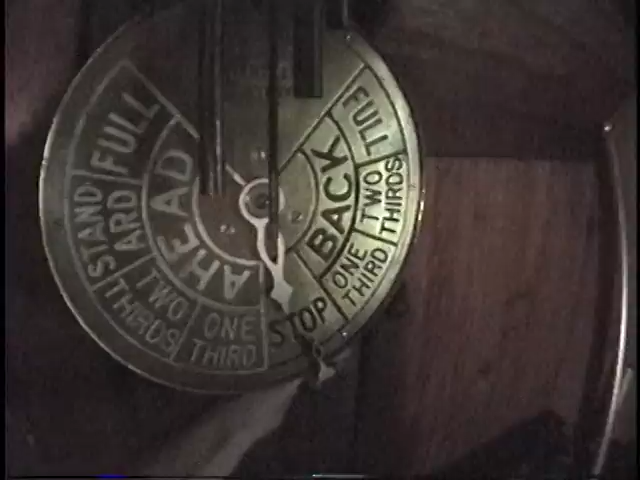 FULL
STAND
ARD
TWO
THIRDS
ONE
THIRD
AHEAD
STOP
BACK
ONE
THIRD
TWO
THIRDS
FULL